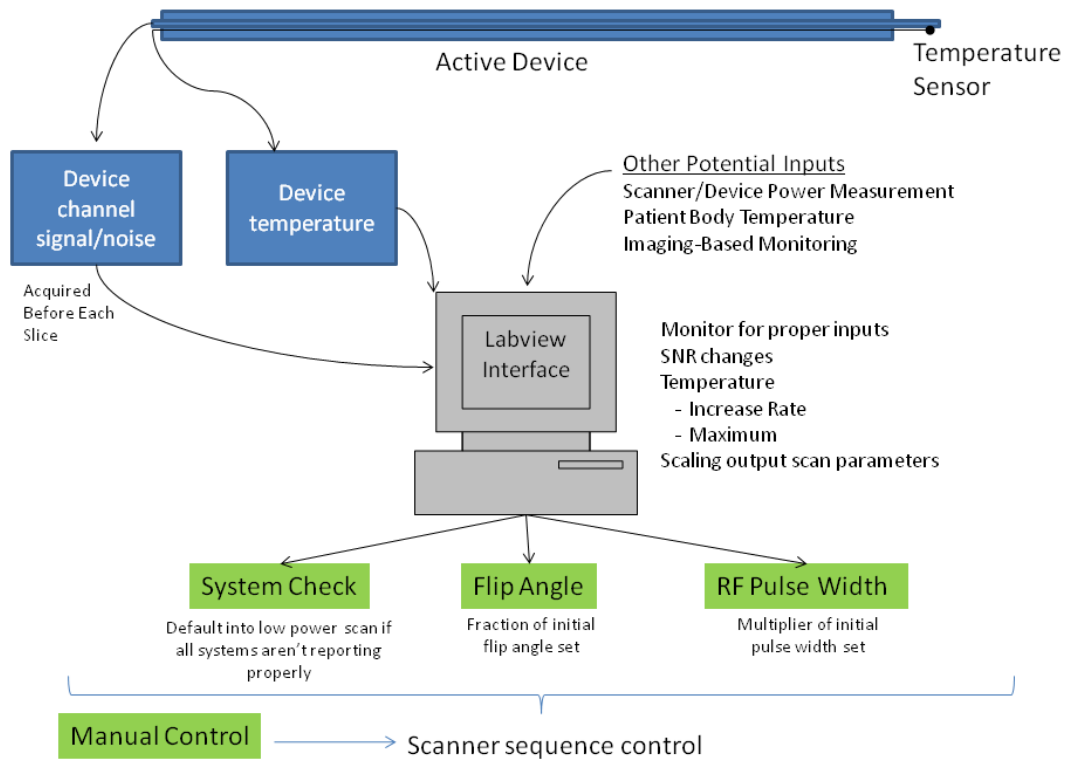 Active Device
Temperature
Sensor
Device
channel
signal/noise
Device
temperature
Other Potential Inputs
Scanner/Device Power Measurement
Patient Body Temperature
Imaging-Based Monitoring
Acquired
Before Each
Slice
Labview
Interface
Monitor for proper inputs
SNR changes
Temperature
- Increase Rate
- Maximum
Scaling output scan parameters
System Check
Default into low power scan if
all systems aren't reporting
properly
Flip Angle
Fraction of initial
flip angle set
RF Pulse Width
Multiplier of initial
pulse width set
Manual Control
Scanner sequence control